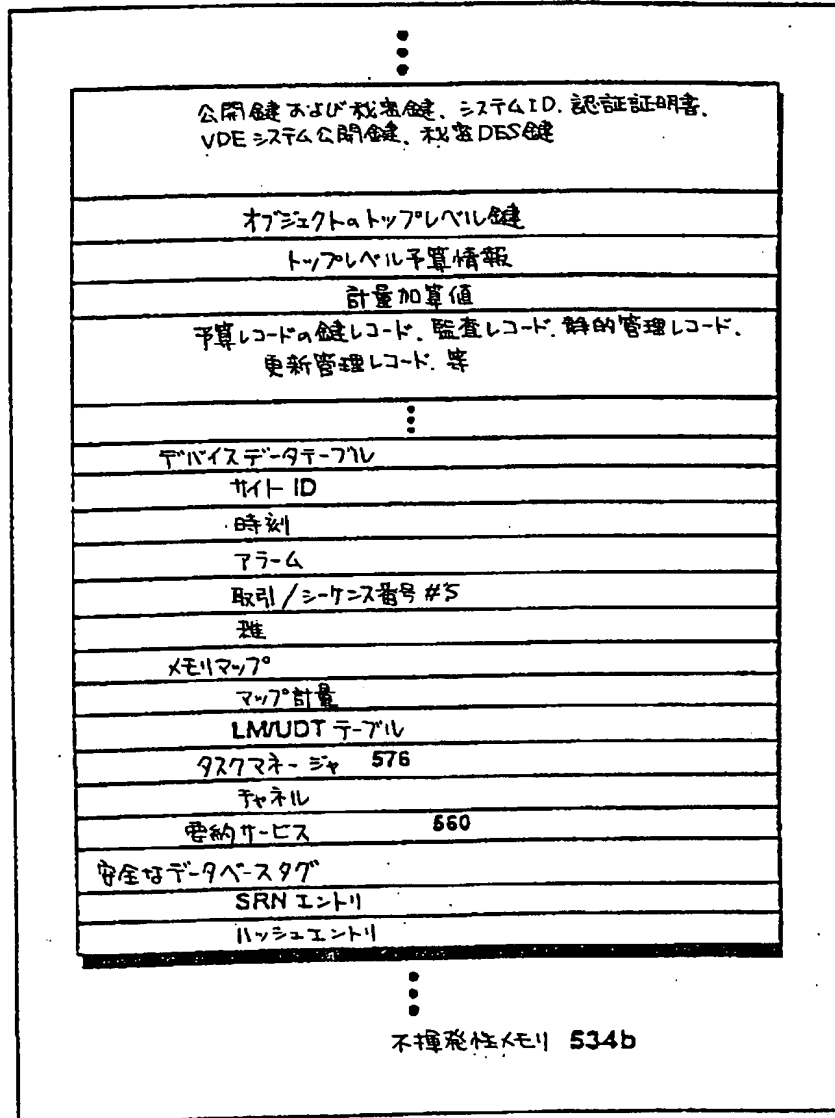 公開鍵および秘密鍵、システムID、認証証明書、
VDEシステム公開鍵、秘密DES鍵
オブジェクトのトップレベル鍵
トップレベル予算情報
計量加算値
予算レコードの鍵レコード、監査レコード、静的管理レコード、
更新管理レコード、等
デバイスデータテーブル
サイトID
時刻
アラーム
取引/シーケンス番号#'S
雑
メモリマップ
マップ計量
LM/UDT テーブル
タスクマネージャ 576
チャネル
要約サービス 560
安全なデータベースタグ
SRN エントリ
ハッシュエントリ
不揮発性メモリ 534b